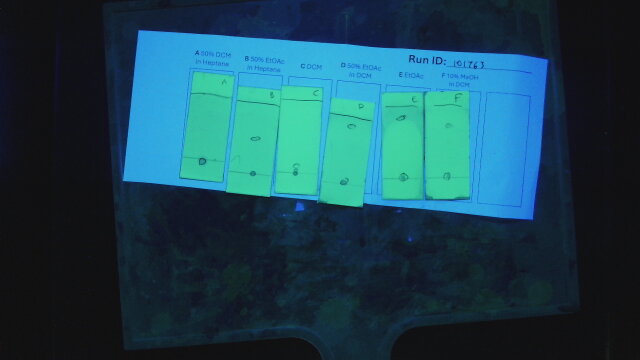 Run ID: 101763
A 50% DCM
in Heptane
B 50% EtOAc
in Heptane
C DCM
D 50% EtOAc
in DCM
E EtOAc
F 10% MeOH
in DCM
A
B
C
D
E
F